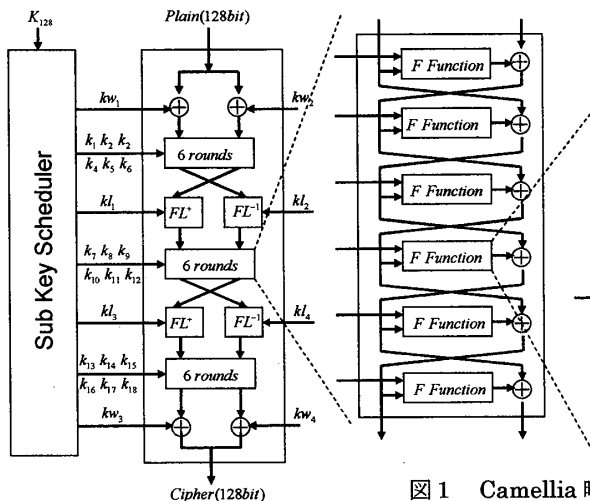 K128
Plain(128bit)
Sub Key Scheduler
kw1
kw2
k1 k2 k2
k4 k5 k6
6 rounds
kl1
FL+
FL-1
kl2
k7 k8 k9
k10 k11 k12
6 rounds
kl3
FL+
FL-1
kl4
k13 k14 k15
k16 k17 k18
6 rounds
kw3
kw4
Cipher(128bit)
F Function
F Function
F Function
F Function
F Function
F Function
図1 Camellia